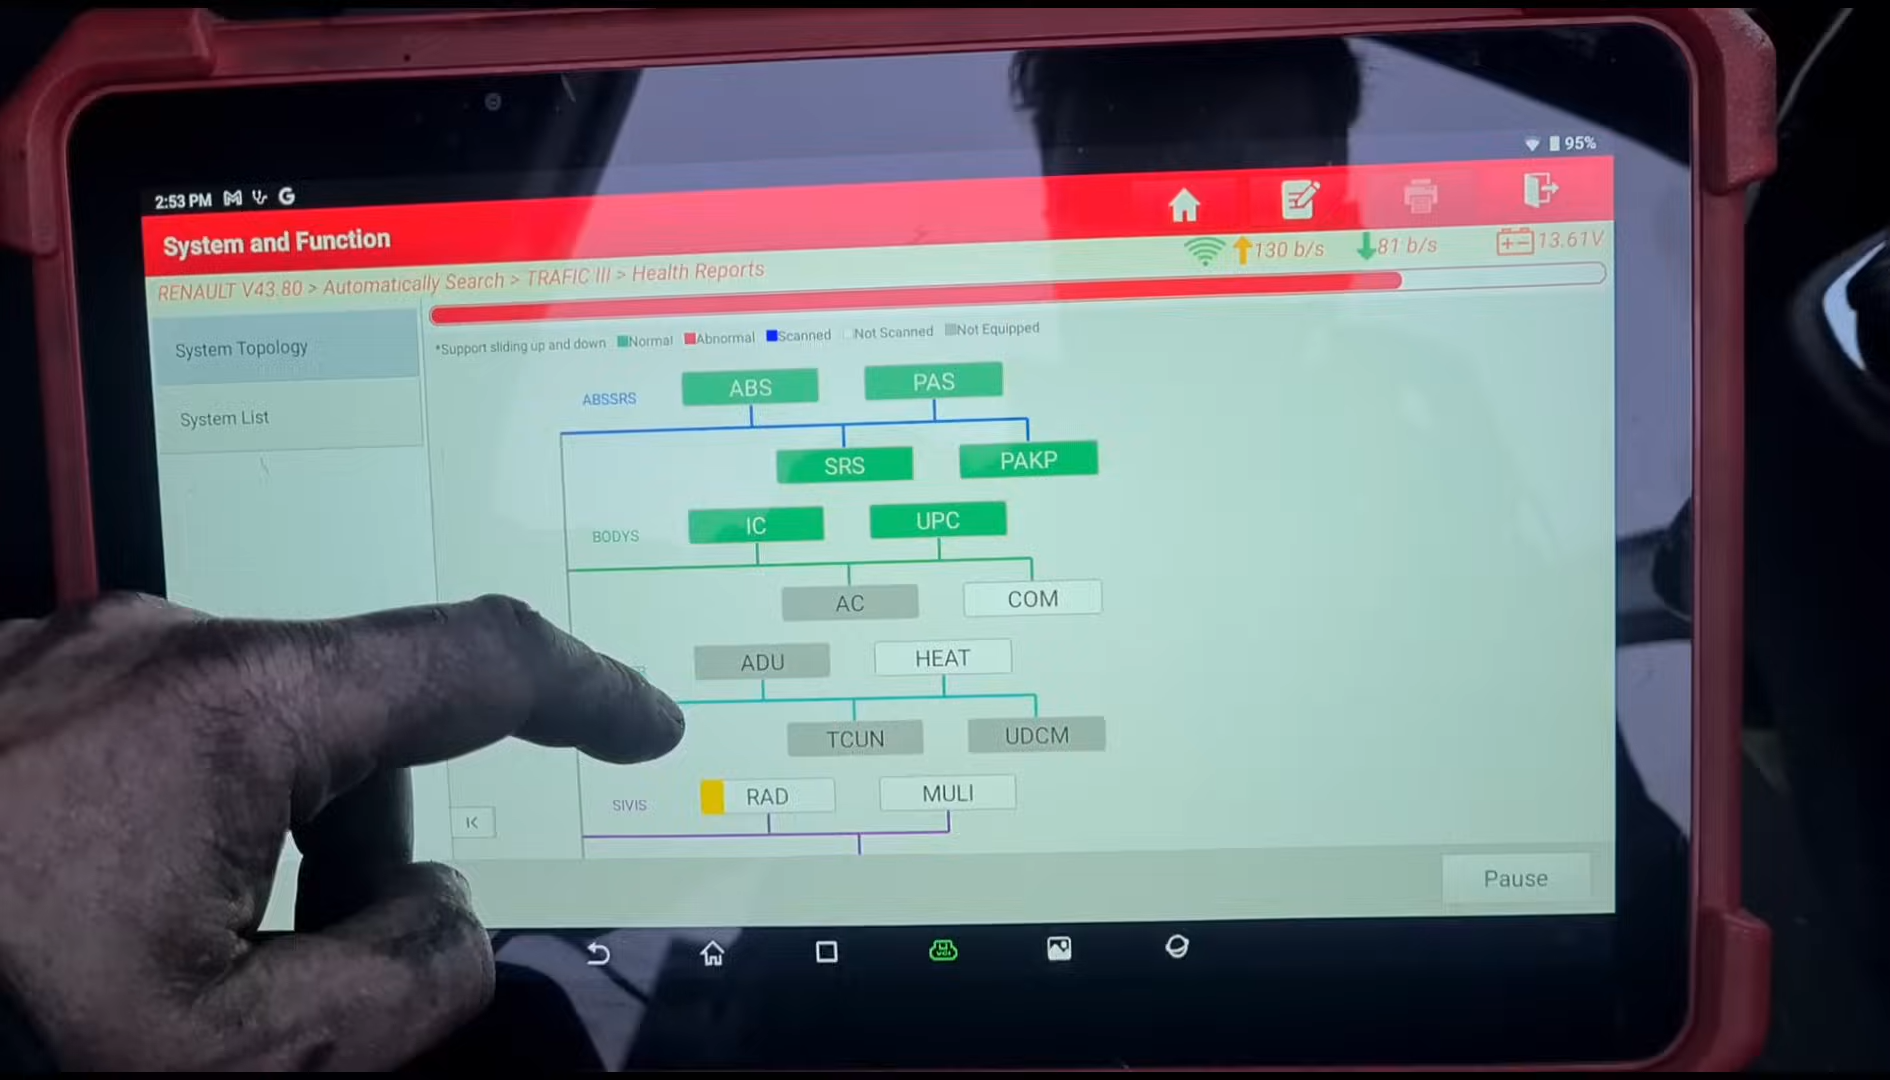 2:53 PM
95%
System and Function
130 b/s
81 b/s
13.61V
RENAULT V43.80 > Automatically Search > TRAFIC III > Health Reports
System Topology
System List
*Support sliding up and down Normal Abnormal Scanned Not Scanned Not Equipped
ABSSRS
ABS
PAS
SRS
PAKP
BODYS
IC
UPC
AC
COM
ADU
HEAT
TCUN
UDCM
SIVIS
RAD
MULI
Pause